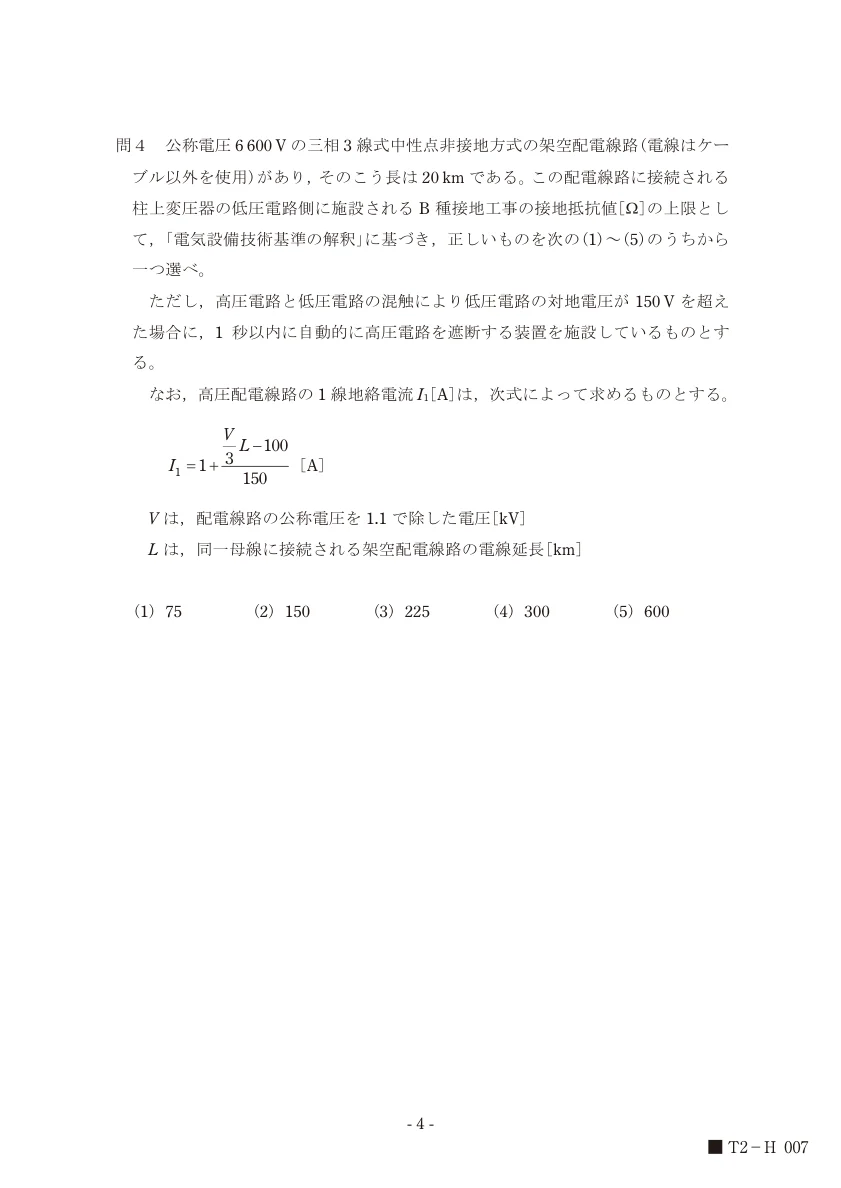 問4 公称電圧 6 600 V の三相 3 線式中性点非接地方式の架空配電線路(電線はケー
ブル以外を使用)があり，そのこう長は 20 km である。この配電線路に接続される
柱上変圧器の低圧電路側に施設される B 種接地工事の接地抵抗値[Ω]の上限とし
て，「電気設備技術基準の解釈」に基づき，正しいものを次の(1)～(5)のうちから
一つ選べ。
ただし，高圧電路と低圧電路の混触により低圧電路の対地電圧が 150 V を超え
た場合に，1 秒以内に自動的に高圧電路を遮断する装置を施設しているものとす
る。
なお，高圧配電線路の 1 線地絡電流 I₁[A]は，次式によって求めるものとする。
I₁ = 1 + (V/3 L − 100)/150 [A]
V は，配電線路の公称電圧を 1.1 で除した電圧[kV]
L は，同一母線に接続される架空配電線路の電線延長[km]
(1) 75 (2) 150 (3) 225 (4) 300 (5) 600
- 4 -
■ T2－H 007